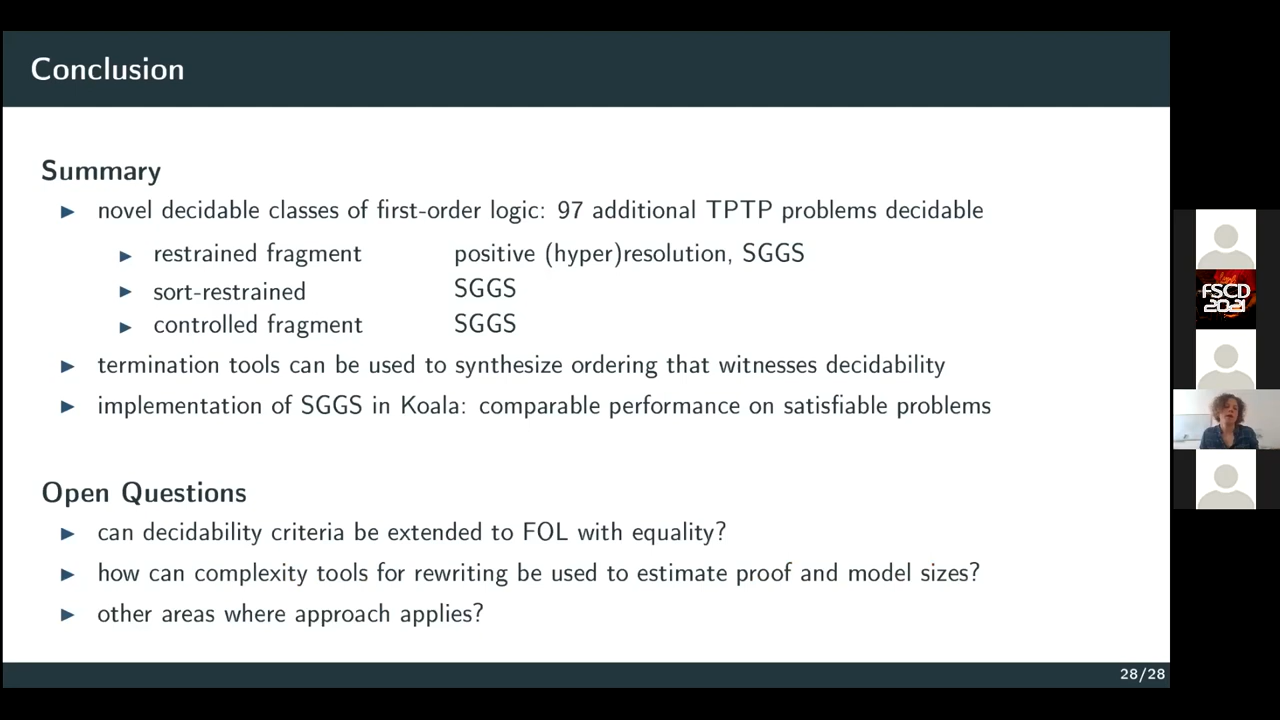 Conclusion
Summary
▶ novel decidable classes of first-order logic: 97 additional TPTP problems decidable
▶ restrained fragment positive (hyper)resolution, SGGS
▶ sort-restrained SGGS
▶ controlled fragment SGGS
▶ termination tools can be used to synthesize ordering that witnesses decidability
▶ implementation of SGGS in Koala: comparable performance on satisfiable problems
Open Questions
▶ can decidability criteria be extended to FOL with equality?
▶ how can complexity tools for rewriting be used to estimate proof and model sizes?
▶ other areas where approach applies?
28/28
FSCD
2021